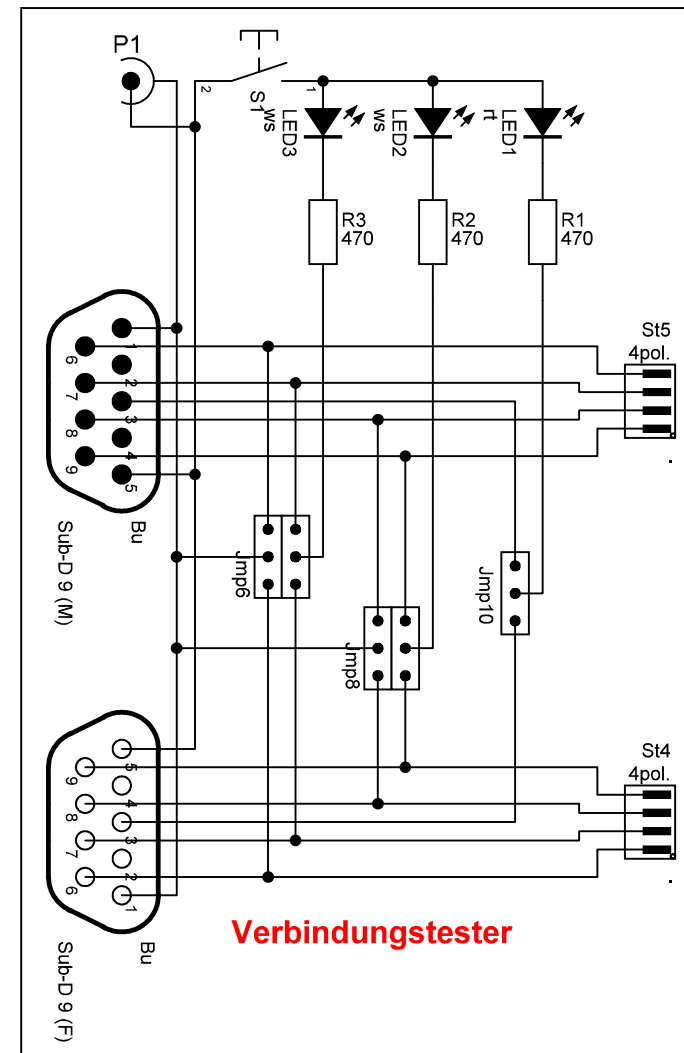 P1
2
S1
1
ws
LED3
ws
LED2
rt
LED1
R3
470
R2
470
R1
470
St5
4pol.
1
6
2
7
3
8
4
9
5
Bu
Sub-D 9 (M)
Jmp6
Jmp10
Jmp8
St4
4pol.
5
9
4
8
3
7
2
6
1
Bu
Sub-D 9 (F)
Verbindungstester